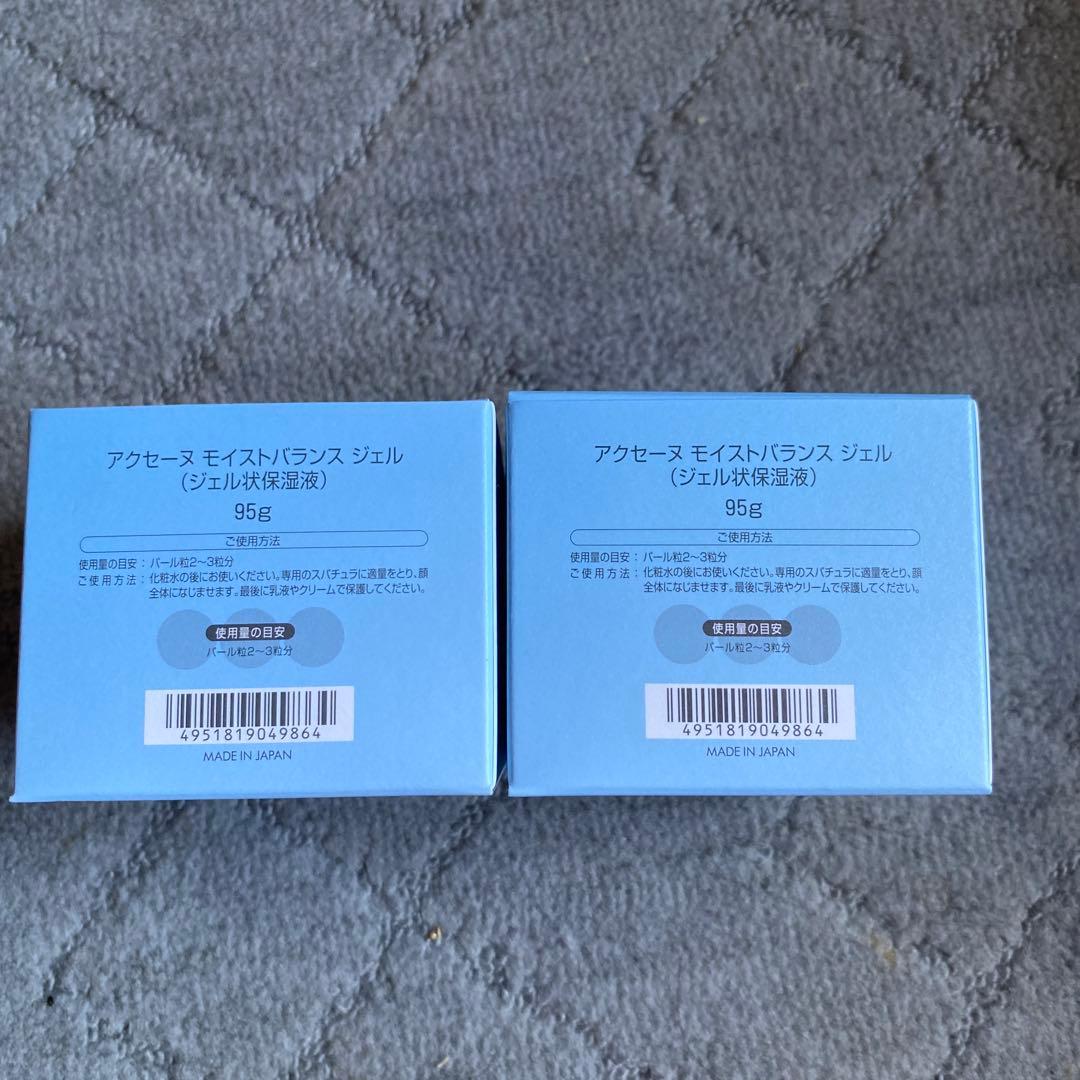 アクセーヌ モイストバランス ジェル
（ジェル状保湿液）
95g
ご使用方法
使用量の目安 ： パール粒2〜3粒分
ご使用方法 ： 化粧水の後にお使いください。専用のスパチュラに適量をとり、顔
全体になじませます。最後に乳液やクリームで保護してください。
使用量の目安
パール粒2〜3粒分
4951819049864
MADE IN JAPAN
アクセーヌ モイストバランス ジェル
（ジェル状保湿液）
95g
ご使用方法
使用量の目安 ： パール粒2〜3粒分
ご使用方法 ： 化粧水の後にお使いください。専用のスパチュラに適量をとり、顔
全体になじませます。最後に乳液やクリームで保護してください。
使用量の目安
パール粒2〜3粒分
4951819049864
MADE IN JAPAN